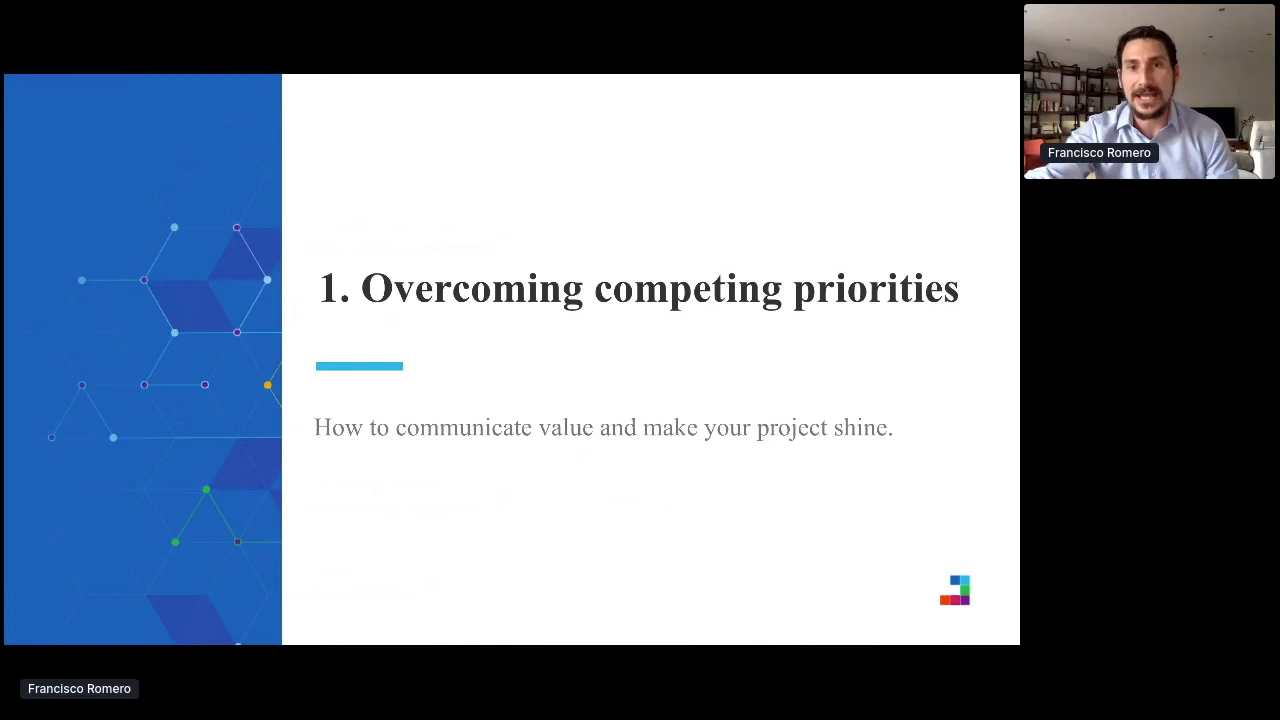 Francisco Romero
1. Overcoming competing priorities
How to communicate value and make your project shine.
Francisco Romero